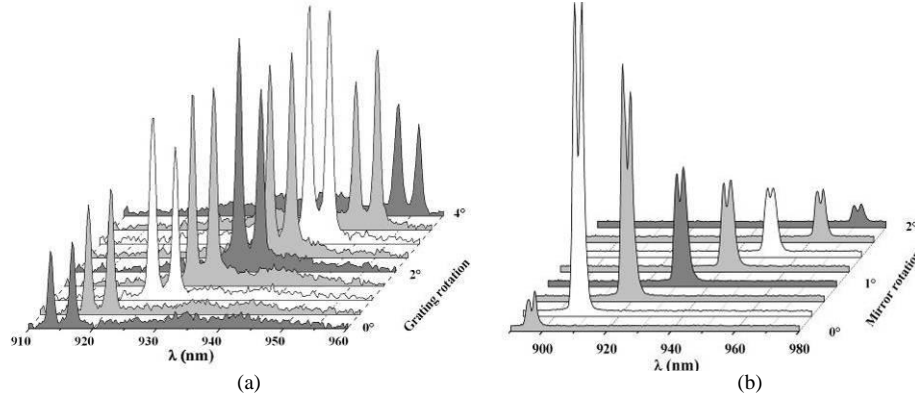 4°
2°
0°
Grating rotation
910 920 930 940 950 960
λ (nm)
(a)
2°
1°
0°
Mirror rotation
900 920 940 960 980
λ (nm)
(b)